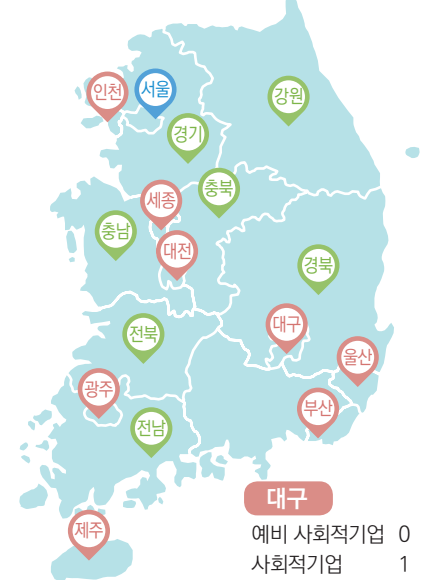 인천
서울
강원
경기
충북
세종
충남
대전
경북
대구
전북
울산
광주
부산
전남
제주
대구
예비 사회적기업 0
사회적기업 1